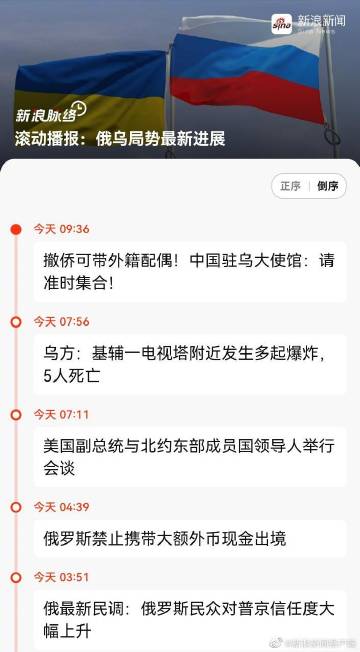 新浪新闻
sina
Sina News
新浪脉络
滚动播报：俄乌局势最新进展
正序 | 倒序
今天 09:36
撤侨可带外籍配偶！中国驻乌大使馆：请
准时集合！
今天 07:56
乌方：基辅一电视塔附近发生多起爆炸，
5人死亡
今天 07:11
美国副总统与北约东部成员国领导人举行
会谈
今天 04:39
俄罗斯禁止携带大额外币现金出境
今天 03:51
俄最新民调：俄罗斯民众对普京信任度大
幅上升
@新浪新闻客户端